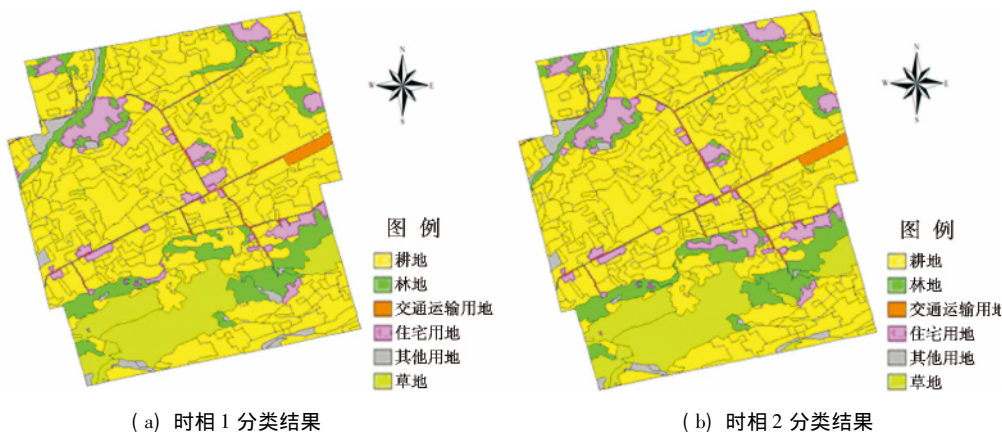 N
W E
S
图 例
耕地
林地
交通运输用地
住宅用地
其他用地
草地
(a) 时相 1 分类结果
N
W E
S
图 例
耕地
林地
交通运输用地
住宅用地
其他用地
草地
(b) 时相 2 分类结果